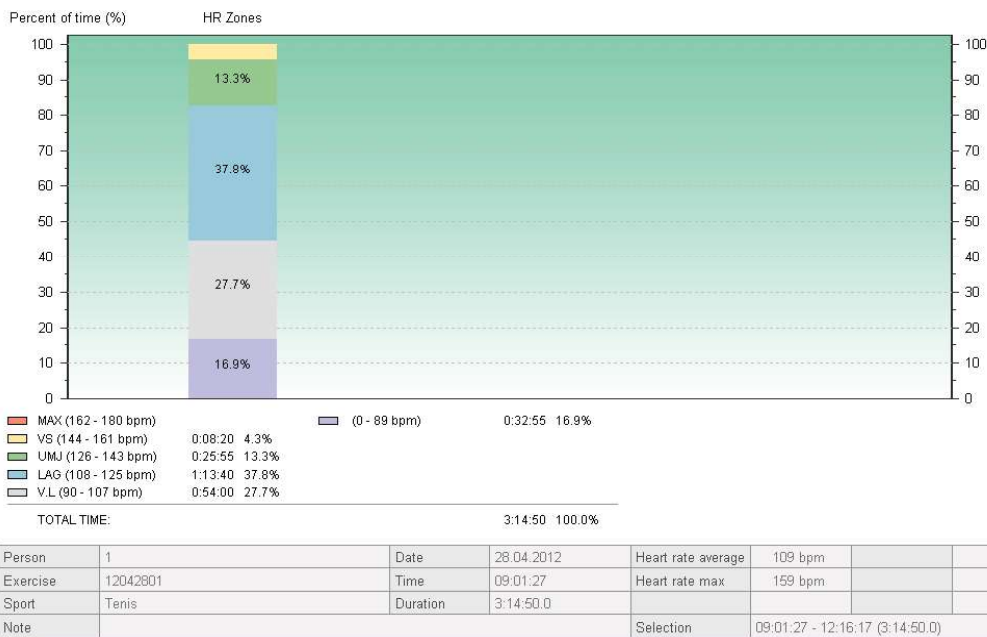 Percent of time (%) HR Zones
100 100
90 13.3% 90
80 80
70 70
37.8%
60 60
50 50
40 40
30 27.7% 30
20 20
10 16.9% 10
0 0
MAX (162 - 180 bpm) (0 - 89 bpm) 0:32:55 16.9%
VS (144 - 161 bpm) 0:08:20 4.3%
UMJ (126 - 143 bpm) 0:25:55 13.3%
LAG (108 - 125 bpm) 1:13:40 37.8%
V.L (90 - 107 bpm) 0:54:00 27.7%
TOTAL TIME: 3:14:50 100.0%
Person 1 Date 28.04.2012 Heart rate average 109 bpm
Exercise 12042801 Time 09:01:27 Heart rate max 159 bpm
Sport Tenis Duration 3:14:50.0
Note Selection 09:01:27 - 12:16:17 (3:14:50.0)